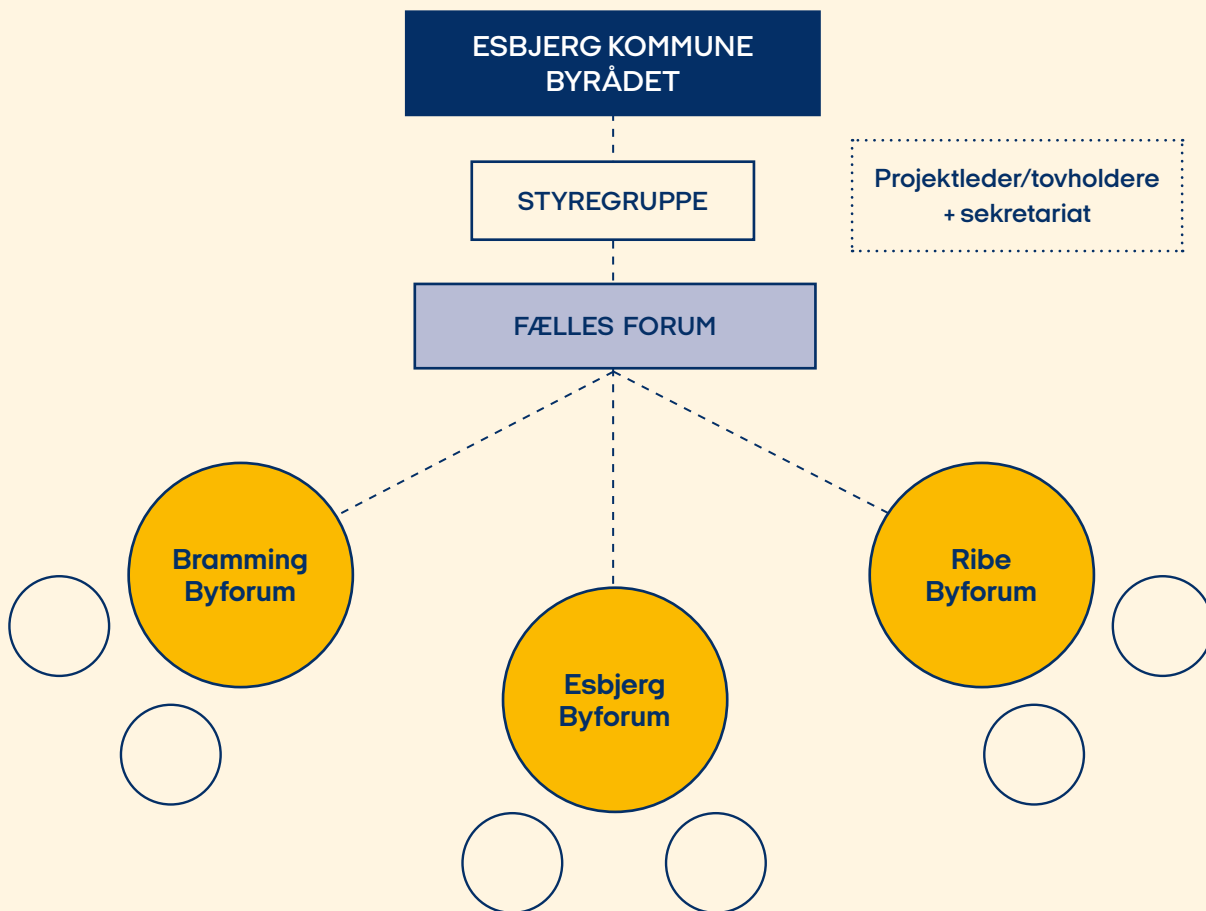 ESBJERG KOMMUNE
BYRÅDET
STYREGRUPPE
Projektleder/tovholdere
+ sekretariat
FÆLLES FORUM
Bramming
Byforum
Esbjerg
Byforum
Ribe
Byforum